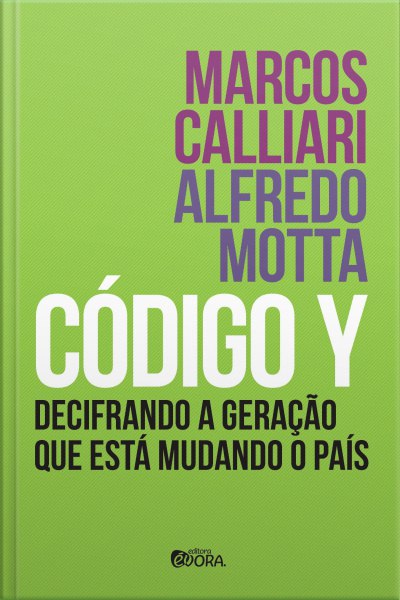 MARCOS
CALLIARI
ALFREDO
MOTTA
CÓDIGO Y
DECIFRANDO A GERAÇÃO
QUE ESTÁ MUDANDO O PAÍS
editora
ÉVORA.